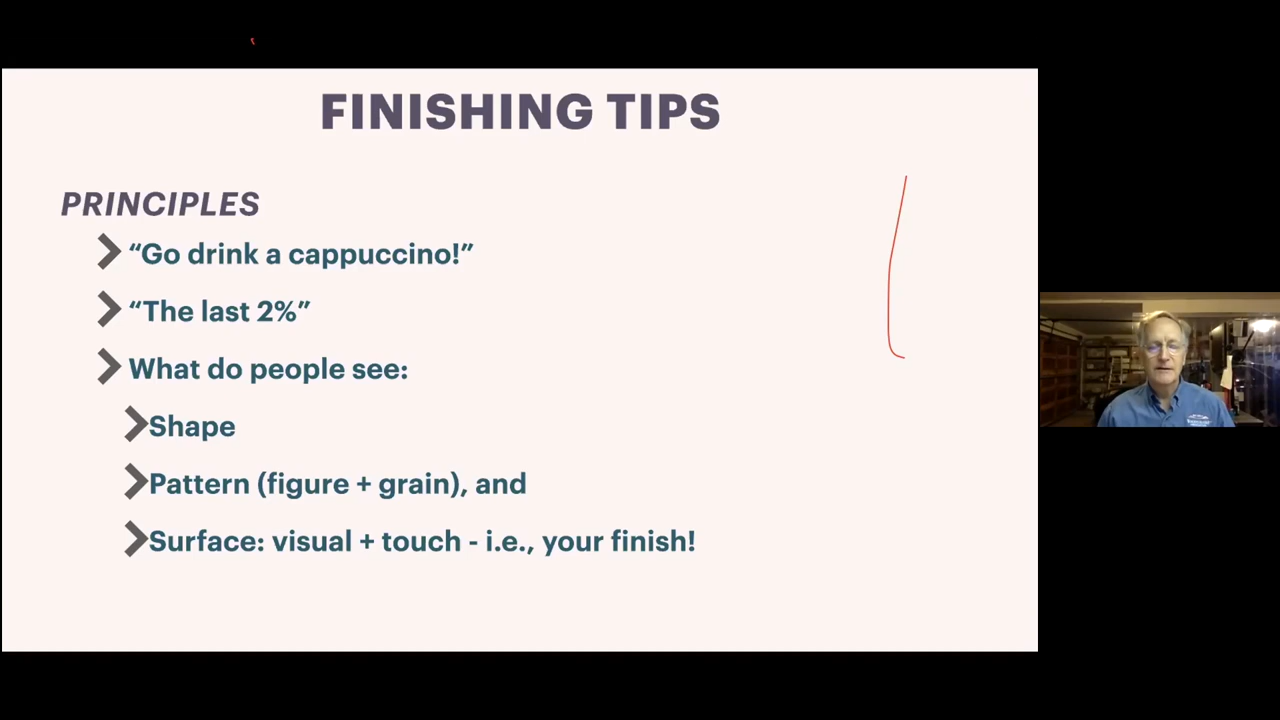 FINISHING TIPS
PRINCIPLES
“Go drink a cappuccino!”
“The last 2%”
What do people see:
Shape
Pattern (figure + grain), and
Surface: visual + touch - i.e., your finish!